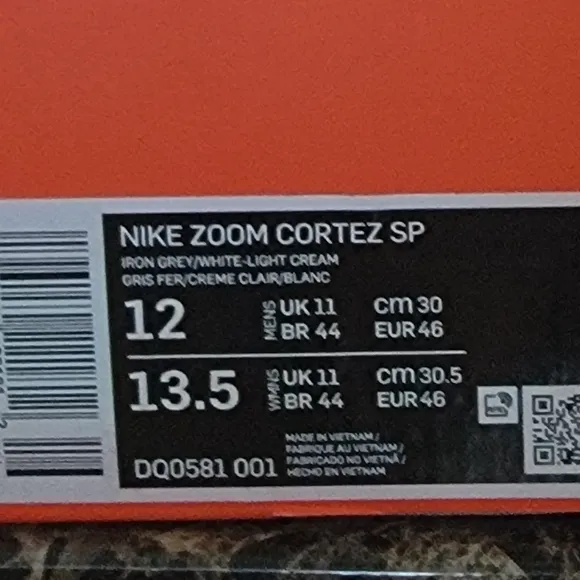 NIKE ZOOM CORTEZ SP
IRON GREY/WHITE-LIGHT CREAM
GRIS FER/CREME CLAIR/BLANC
12 MENS UK 11 cm 30
BR 44 EUR 46
13.5 WMNS UK 11 cm 30.5
BR 44 EUR 46
MADE IN VIETNAM /
FABRIQUE AU VIETNAM /
FABRICADO NO VIETNÃ /
HECHO EN VIETNAM
DQ0581 001